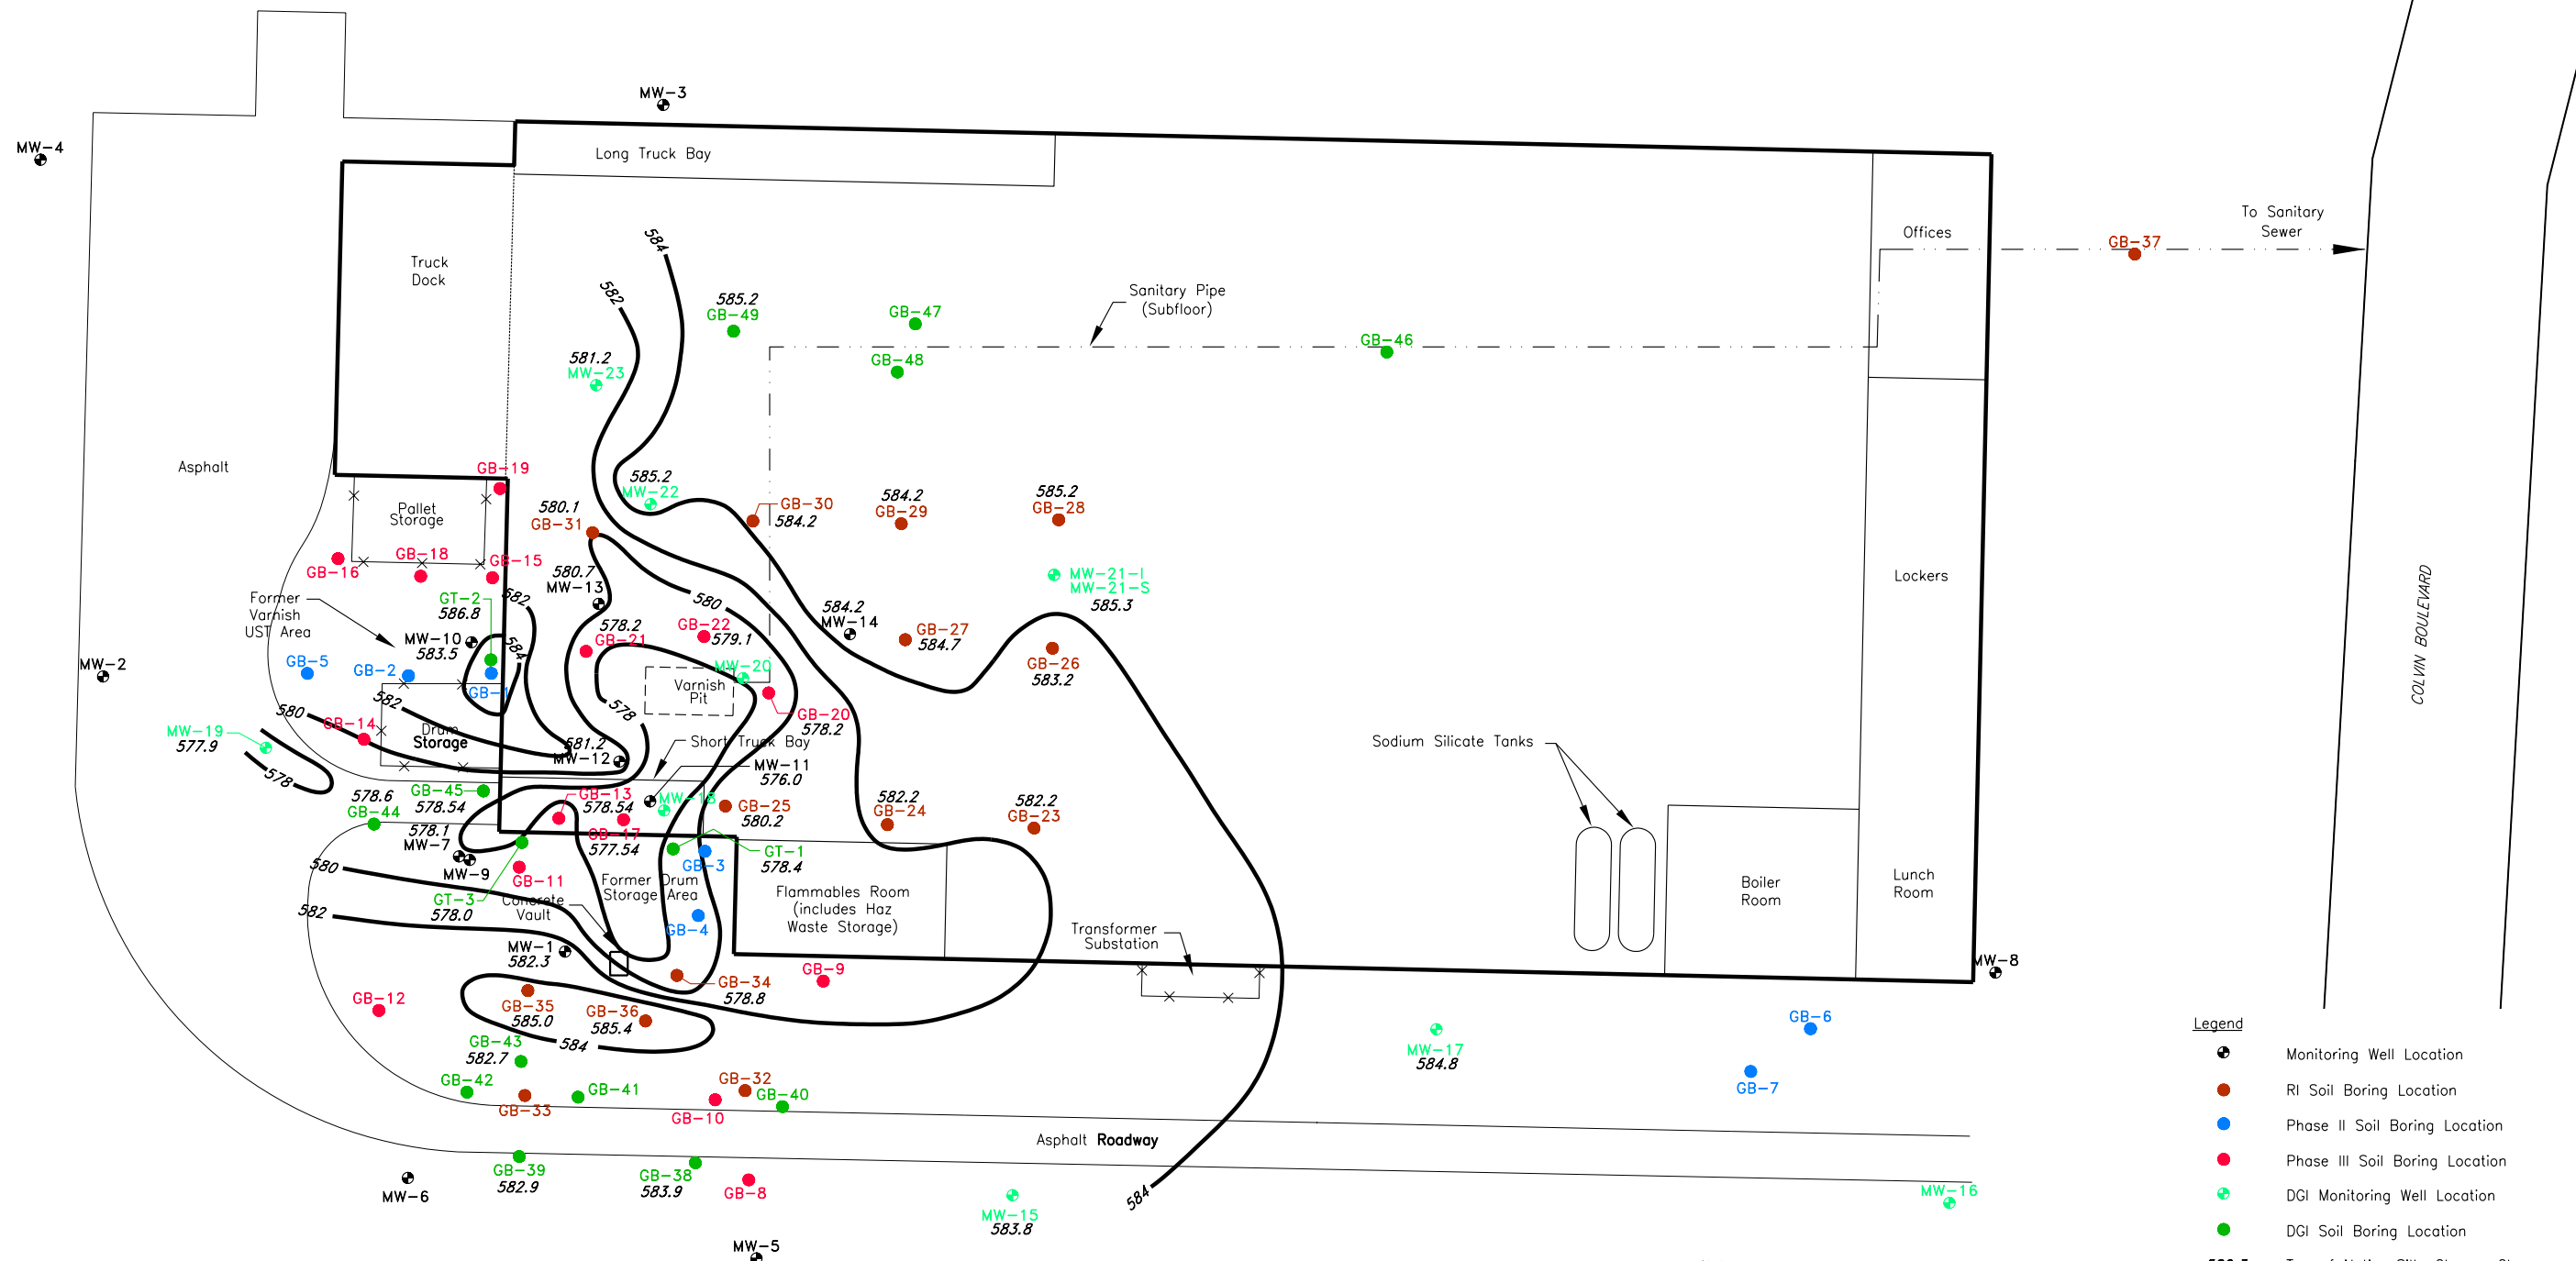 MW-3
MW-4
Long Truck Bay
Truck
Dock
584
582
585.2
GB-49
GB-47
GB-48
Sanitary Pipe
(Subfloor)
GB-46
Offices
GB-37
To Sanitary
Sewer
581.2
MW-23
Asphalt
GB-19
Pallet
Storage
585.2
MW-22
580.1
GB-31
GB-30
584.2
584.2
GB-29
585.2
GB-28
GB-16
GB-18
GB-15
580.7
MW-13
MW-21-I
MW-21-S
585.3
Lockers
COLVIN BOULEVARD
Former
Varnish
UST Area
GT-2
586.8
582
580
584.2
MW-14
MW-10
583.5
584
578.2
GB-21
GB-22
579.1
GB-27
584.7
GB-26
583.2
MW-2
GB-5
GB-2
GB-1
MW-20
Varnish
Pit
GB-20
578.2
580
582
578
GB-14
Drum
Storage
MW-19
577.9
578
581.2
MW-12
Short Truck Bay
MW-11
576.0
Sodium Silicate Tanks
578.6
GB-44
GB-45
578.54
GB-13
578.54
MW-18
GB-25
580.2
582.2
GB-24
582.2
GB-23
578.1
MW-7
GB-17
577.54
MW-9
GT-1
578.4
GB-3
580
GB-11
Former Drum
Storage Area
Flammables Room
(includes Haz
Waste Storage)
Boiler
Room
Lunch
Room
GT-3
578.0
Concrete
Vault
582
GB-4
Transformer
Substation
MW-1
582.3
MW-8
GB-34
578.8
GB-9
GB-12
GB-35
585.0
GB-36
585.4
584
GB-43
582.7
MW-17
584.8
GB-6
GB-7
GB-42
GB-33
GB-41
GB-32
GB-40
GB-10
Asphalt Roadway
GB-39
582.9
GB-38
583.9
GB-8
MW-6
MW-15
583.8
584
MW-16
MW-5
Legend
Monitoring Well Location
RI Soil Boring Location
Phase II Soil Boring Location
Phase III Soil Boring Location
DGI Monitoring Well Location
DGI Soil Boring Location